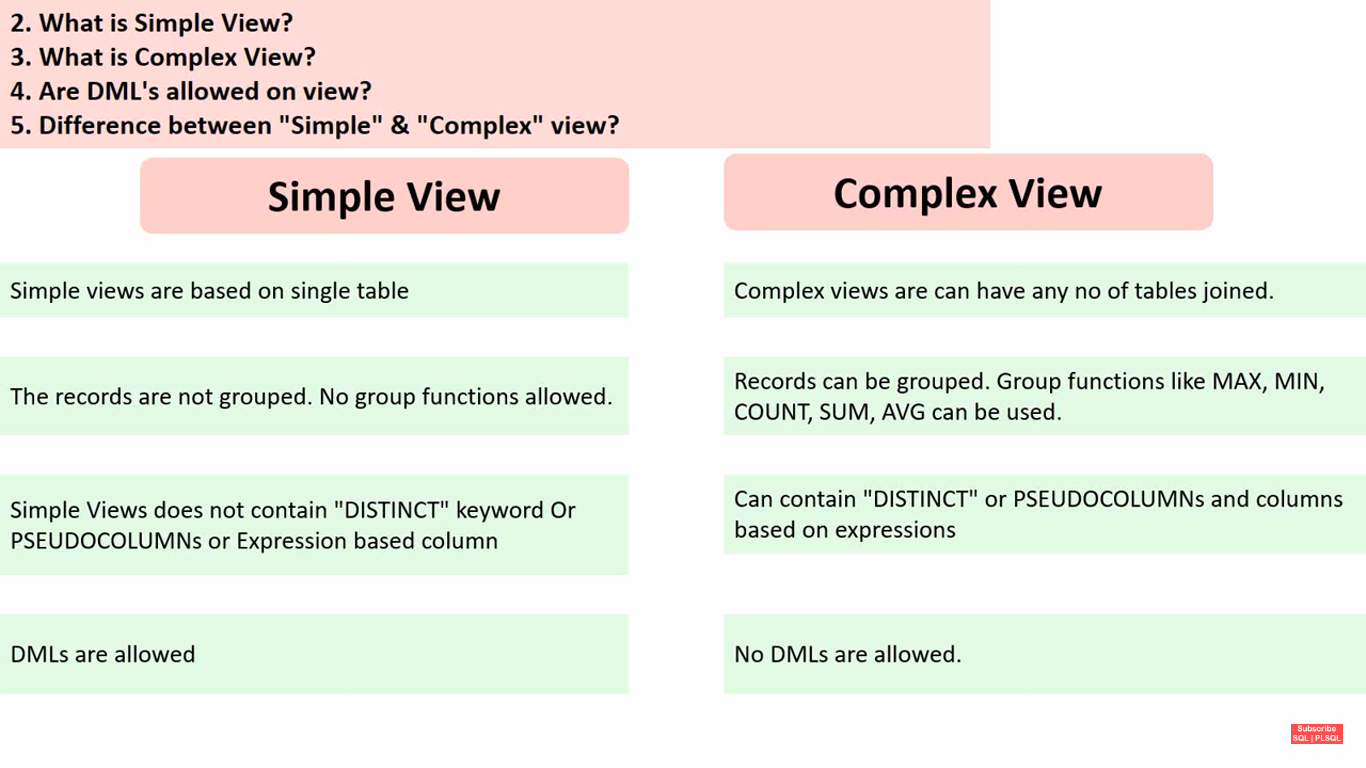 2. What is Simple View?
3. What is Complex View?
4. Are DML's allowed on view?
5. Difference between "Simple" & "Complex" view?
Simple View
Complex View
Simple views are based on single table
Complex views are can have any no of tables joined.
The records are not grouped. No group functions allowed.
Records can be grouped. Group functions like MAX, MIN,
COUNT, SUM, AVG can be used.
Simple Views does not contain "DISTINCT" keyword Or
PSEUDOCOLUMNs or Expression based column
Can contain "DISTINCT" or PSEUDOCOLUMNs and columns
based on expressions
DMLs are allowed
No DMLs are allowed.
Subscribe
SQL | PLSQL